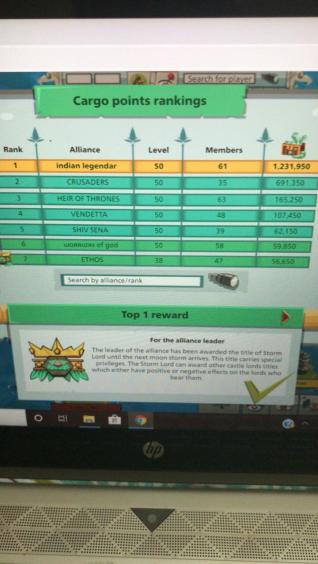 Search for player
Cargo points rankings
Rank Alliance Level Members
1 indian legendar 50 61 1,231,950
2 CRUSADERS 50 35 691,350
3 HEIR OF THRONES 50 63 165,250
4 VENDETTA 50 48 107,450
5 SHIV SENA 50 39 62,150
6 WORRIORS of god 50 58 59,850
7 ETHOS 38 47 56,650
Search by alliance/rank
Top 1 reward
For the alliance leader
The leader of the alliance has been awarded the title of Storm
Lord until the next moon storm arrives. This title carries special
privileges. The Storm Lord can award other castle lords titles
which either have positive or negative effects on the lords who
bear them.
hp